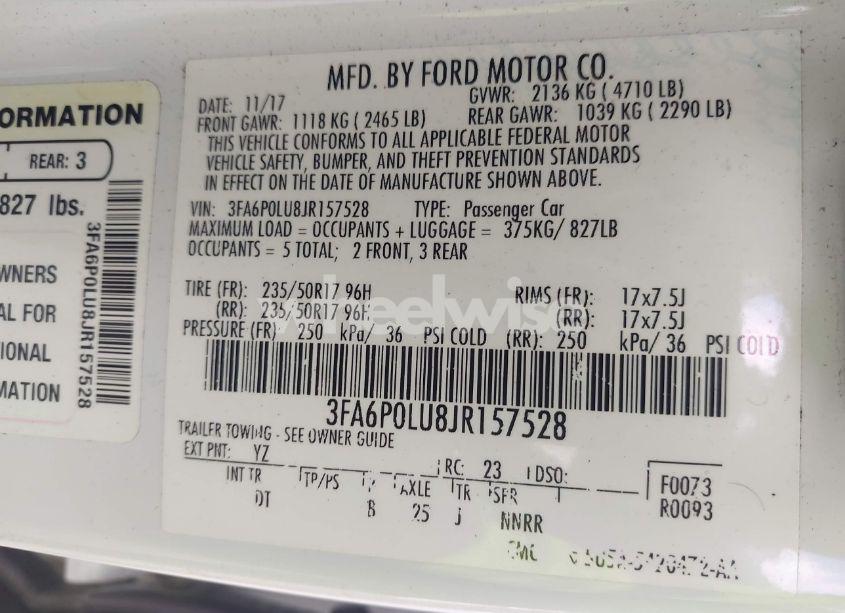 ORMATION
REAR: 3
827 lbs.
WNERS
AL FOR
TIONAL
MATION
3FA6P0LU8JR157528
MFD. BY FORD MOTOR CO.
DATE: 11/17 GVWR: 2136 KG ( 4710 LB)
FRONT GAWR: 1118 KG ( 2465 LB) REAR GAWR: 1039 KG ( 2290 LB)
THIS VEHICLE CONFORMS TO ALL APPLICABLE FEDERAL MOTOR
VEHICLE SAFETY, BUMPER, AND THEFT PREVENTION STANDARDS
IN EFFECT ON THE DATE OF MANUFACTURE SHOWN ABOVE.
VIN: 3FA6P0LU8JR157528 TYPE: Passenger Car
MAXIMUM LOAD = OCCUPANTS + LUGGAGE = 375KG/ 827LB
OCCUPANTS = 5 TOTAL; 2 FRONT, 3 REAR
TIRE (FR): 235/50R17 96H RIMS (FR): 17x7.5J
(RR): 235/50R17 96H (RR): 17x7.5J
PRESSURE (FR): 250 kPa/ 36 PSI COLD (RR): 250 kPa/ 36 PSI COLD
wheelwise
3FA6P0LU8JR157528
TRAILER TOWING - SEE OWNER GUIDE
EXT PNT: YZ RC: 23 DSO:
INT TR TP/PS AXLE TR SPR F0073
DT B 25 J NNRR R0093